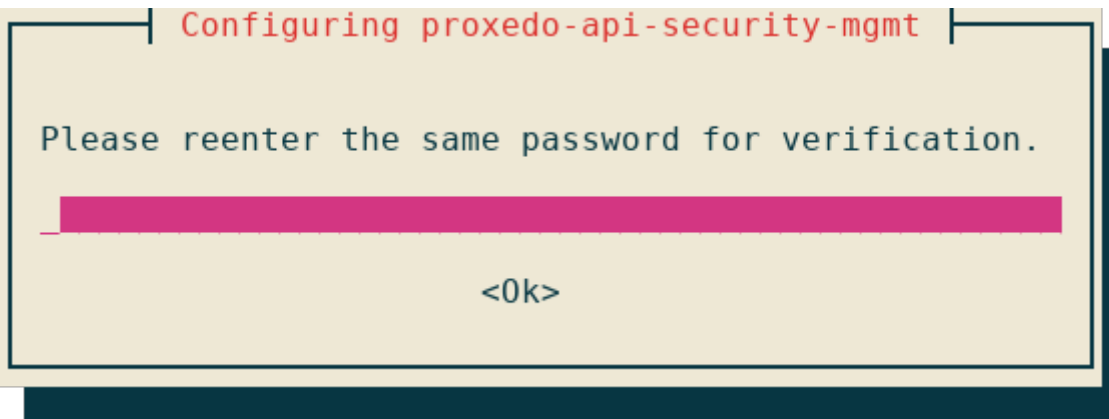 Configuring proxedo-api-security-mgmt
Please reenter the same password for verification.
<Ok>